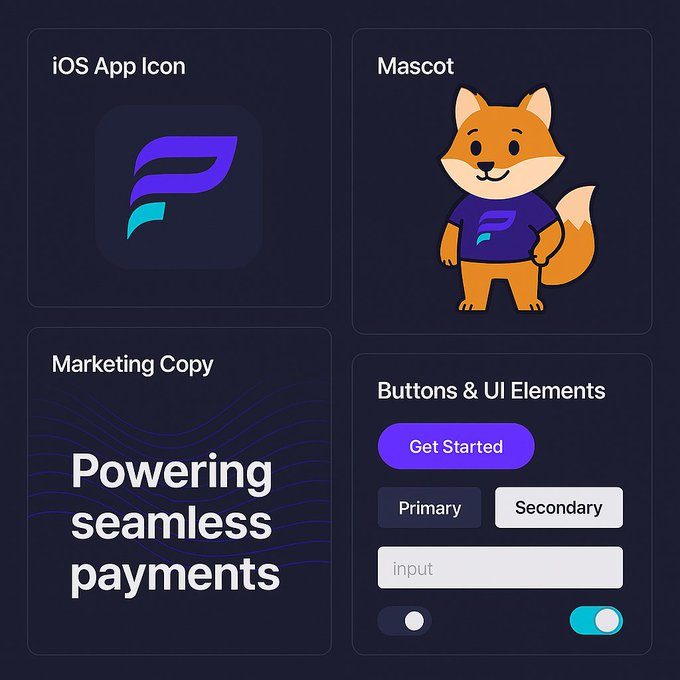 iOS App Icon
Mascot
Marketing Copy
Powering
seamless
payments
Buttons & UI Elements
Get Started
Primary
Secondary
input